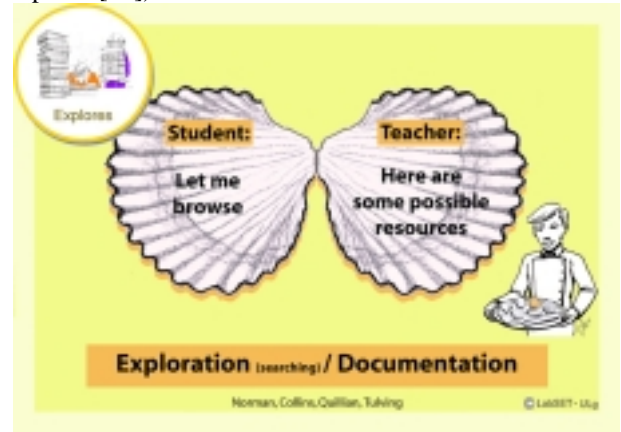 Explores
Student:
Let me
browse
Teacher:
Here are
some possible
resources
Exploration (searching) / Documentation
Norman, Collins, Quillian, Tulving
© LabSET - ULg